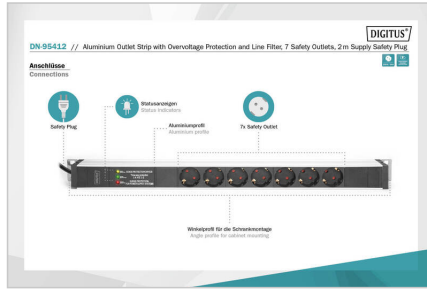 DIGITUS®
DN-95412 // Aluminium Outlet Strip with Overvoltage Protection and Line Filter, 7 Safety Outlets, 2 m Supply Safety Plug
Anschlüsse
Connections
Safety Plug
Statusanzeigen
Status indicators
Aluminiumprofil
Aluminium profile
7x Safety Outlet
Winkelprofil für die Schrankmontage
Angle profile for cabinet mounting